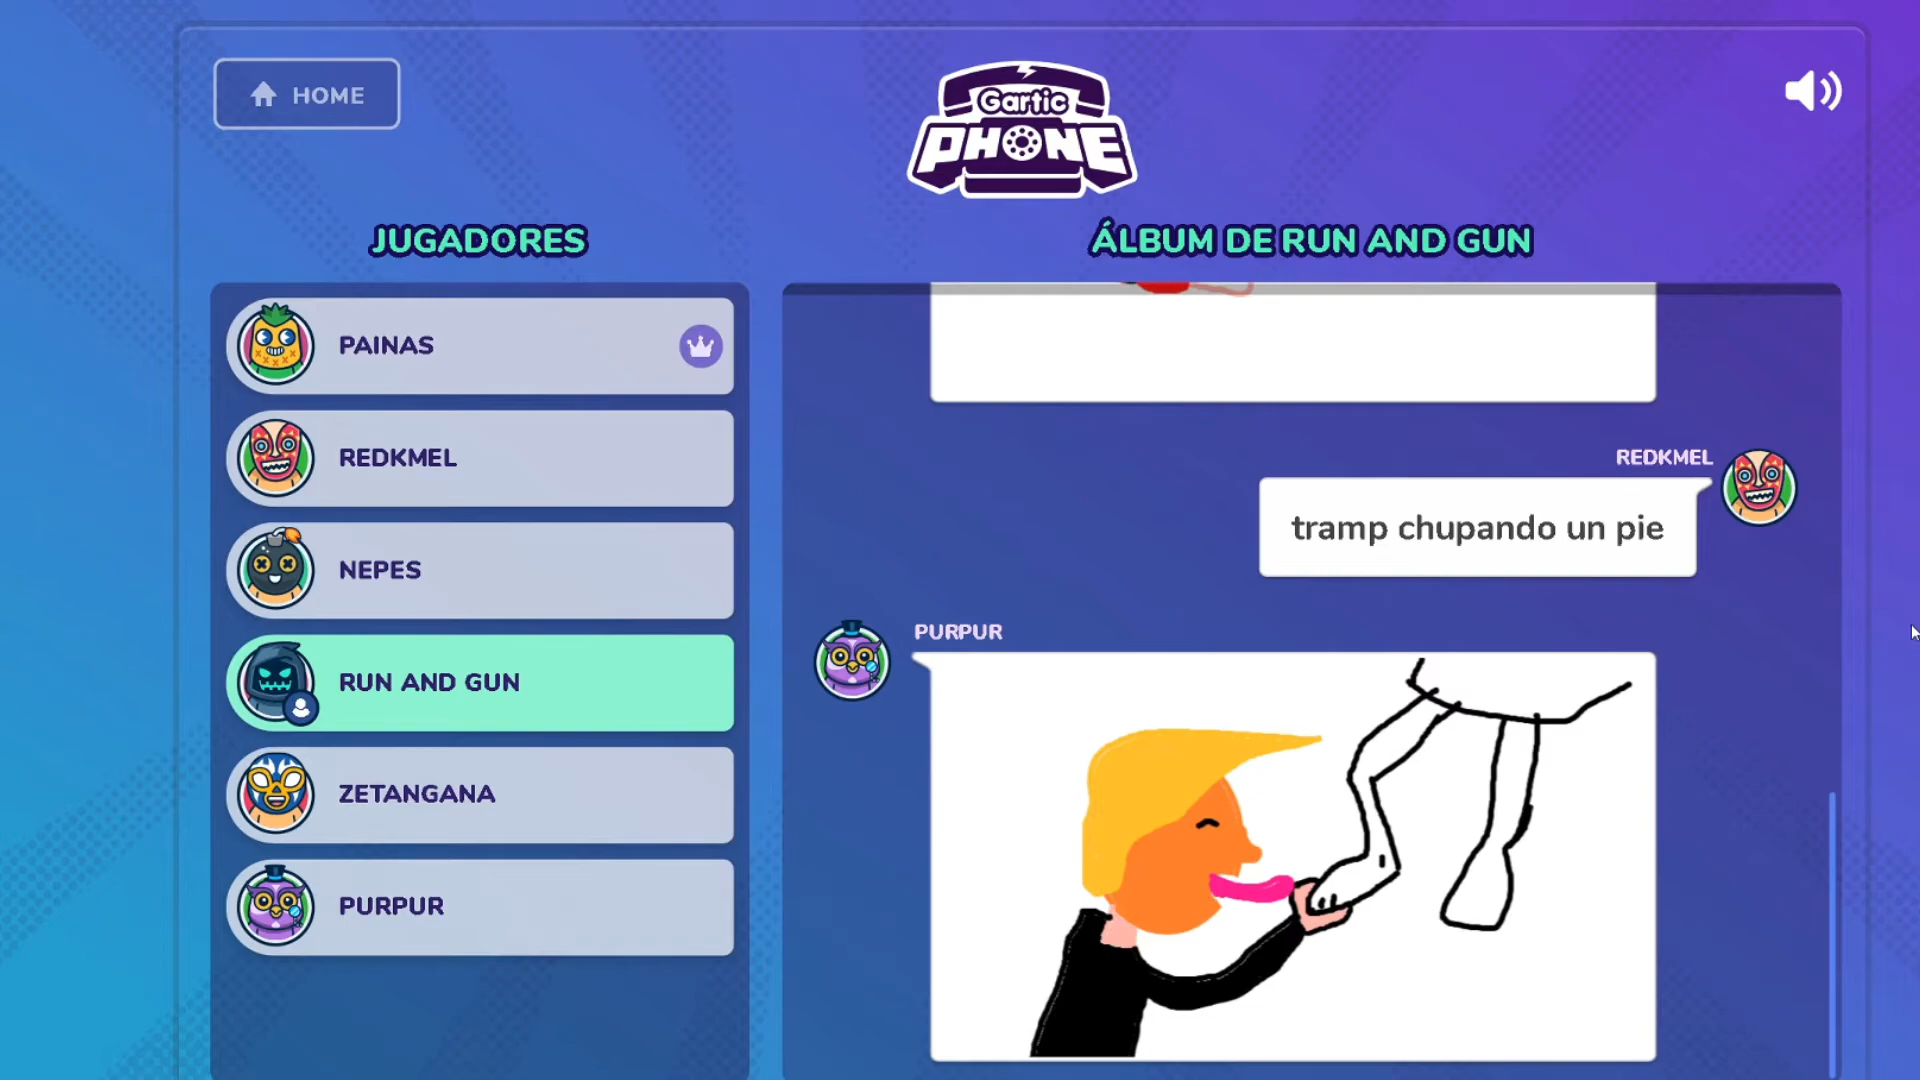 HOME
Gartic
PHONE
JUGADORES
ÁLBUM DE RUN AND GUN
PAINAS
REDKMEL
NEPES
RUN AND GUN
ZETANGANA
PURPUR
REDKMEL
tramp chupando un pie
PURPUR